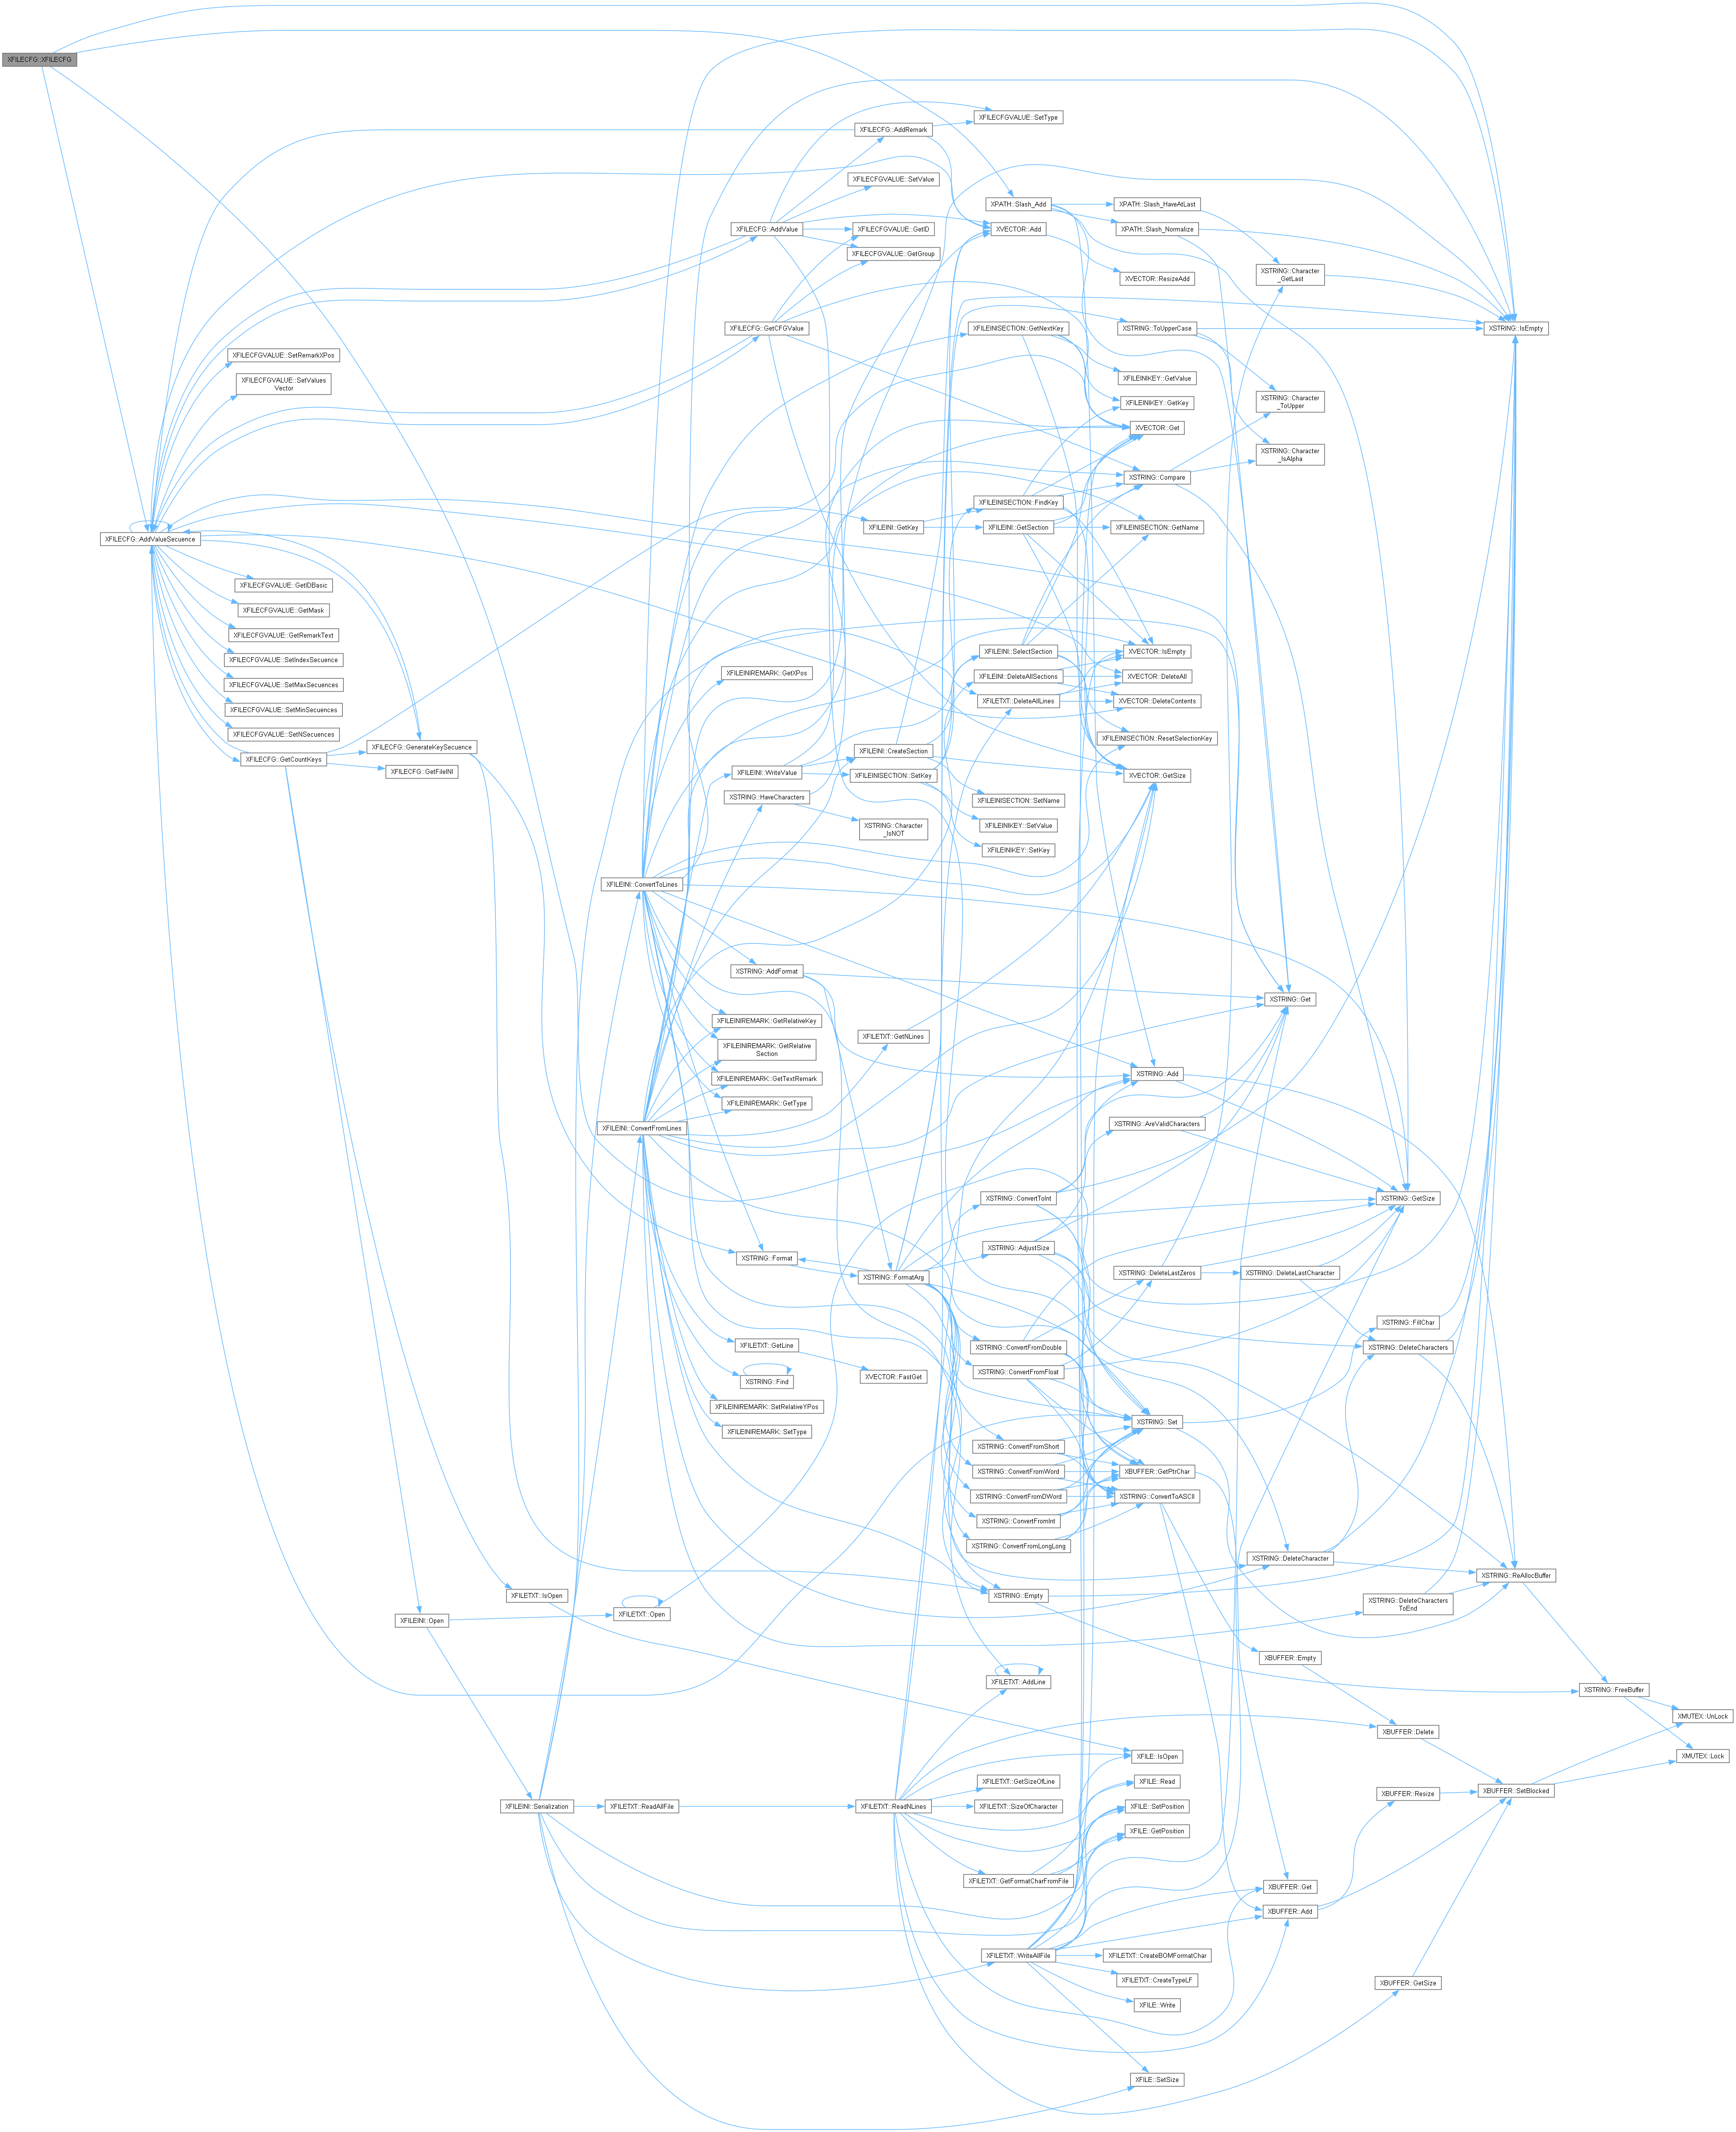 XFILECFG::XFILECFG
XFILECFG::AddValueSecuence
XFILECFGVALUE::SetRemarkXPos
XFILECFGVALUE::SetValues
Vector
XFILECFGVALUE::GetIDBasic
XFILECFGVALUE::GetMask
XFILECFGVALUE::GetRemarkText
XFILECFGVALUE::SetIndexSecuence
XFILECFGVALUE::SetMaxSecuences
XFILECFGVALUE::SetMinSecuences
XFILECFGVALUE::SetNSecuences
XFILECFG::GetCountKeys
XFILECFG::GenerateKeySecuence
XFILECFG::GetFileINI
XFILEINI::Open
XFILETXT::IsOpen
XFILEINI::Serialization
XFILETXT::Open
XFILETXT::ReadAllFile
XFILEINI::ConvertToLines
XFILEINI::ConvertFromLines
XFILECFG::AddValue
XFILECFG::GetCFGValue
XFILEINIREMARK::GetXPos
XFILEINI::WriteValue
XSTRING::HaveCharacters
XSTRING::AddFormat
XFILEINIREMARK::GetRelativeKey
XFILEINIREMARK::GetRelative
Section
XFILEINIREMARK::GetTextRemark
XFILEINIREMARK::GetType
XSTRING::Format
XFILETXT::GetLine
XSTRING::Find
XFILEINIREMARK::SetRelativeYPos
XFILEINIREMARK::SetType
XFILECFG::AddRemark
XFILECFGVALUE::SetValue
XFILECFGVALUE::GetID
XFILECFGVALUE::GetGroup
XFILEINI::GetKey
XFILEINI::CreateSection
XFILEINISECTION::SetKey
XSTRING::Character
_IsNOT
XFILETXT::GetNLines
XSTRING::FormatArg
XVECTOR::FastGet
XFILETXT::ReadNLines
XFILECFGVALUE::SetType
XPATH::Slash_Add
XVECTOR::Add
XFILEINISECTION::GetNextKey
XFILEINISECTION::FindKey
XFILEINI::GetSection
XFILEINI::SelectSection
XFILEINI::DeleteAllSections
XFILETXT::DeleteAllLines
XFILEINISECTION::SetName
XFILEINIKEY::SetValue
XFILEINIKEY::SetKey
XSTRING::ConvertToInt
XSTRING::AdjustSize
XSTRING::ConvertFromDouble
XSTRING::ConvertFromFloat
XSTRING::ConvertFromShort
XSTRING::ConvertFromWord
XSTRING::ConvertFromDWord
XSTRING::ConvertFromInt
XSTRING::ConvertFromLongLong
XSTRING::Empty
XFILETXT::AddLine
XFILETXT::GetSizeOfLine
XFILETXT::SizeOfCharacter
XFILETXT::GetFormatCharFromFile
XFILETXT::WriteAllFile
XPATH::Slash_HaveAtLast
XPATH::Slash_Normalize
XVECTOR::ResizeAdd
XSTRING::ToUpperCase
XFILEINIKEY::GetValue
XFILEINIKEY::GetKey
XVECTOR::Get
XSTRING::Compare
XFILEINISECTION::GetName
XVECTOR::IsEmpty
XVECTOR::DeleteAll
XVECTOR::DeleteContents
XFILEINISECTION::ResetSelectionKey
XVECTOR::GetSize
XSTRING::Add
XSTRING::AreValidCharacters
XSTRING::DeleteLastZeros
XSTRING::Set
XBUFFER::GetPtrChar
XSTRING::ConvertToASCII
XFILE::IsOpen
XFILE::Read
XFILE::SetPosition
XFILE::GetPosition
XFILETXT::CreateBOMFormatChar
XFILETXT::CreateTypeLF
XFILE::Write
XFILE::SetSize
XSTRING::Character
_GetLast
XSTRING::Character
_ToUpper
XSTRING::Character
_IsAlpha
XSTRING::Get
XSTRING::DeleteLastCharacter
XSTRING::DeleteCharacter
XBUFFER::Empty
XBUFFER::Get
XBUFFER::Add
XSTRING::GetSize
XSTRING::FillChar
XSTRING::DeleteCharacters
XSTRING::DeleteCharacters
ToEnd
XBUFFER::Delete
XBUFFER::Resize
XBUFFER::GetSize
XSTRING::IsEmpty
XSTRING::ReAllocBuffer
XBUFFER::SetBlocked
XSTRING::FreeBuffer
XMUTEX::UnLock
XMUTEX::Lock